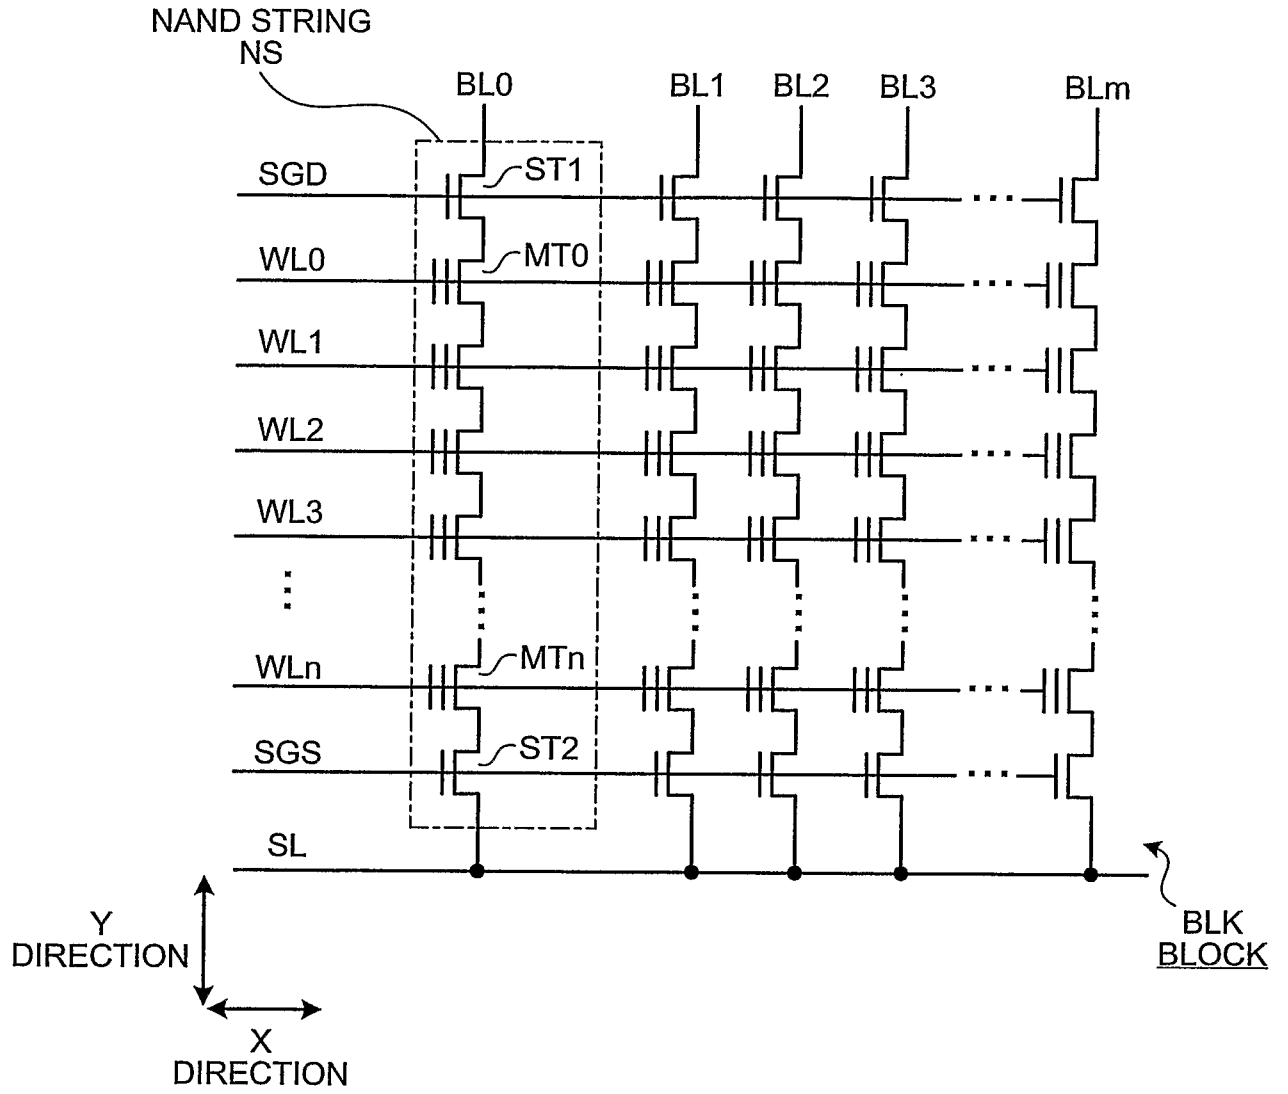 NAND STRING
NS
BL0
BL1
BL2
BL3
BLm
SGD
ST1
WL0
MT0
WL1
WL2
WL3
WLn
MTn
SGS
ST2
SL
Y
DIRECTION
X
DIRECTION
BLK
BLOCK